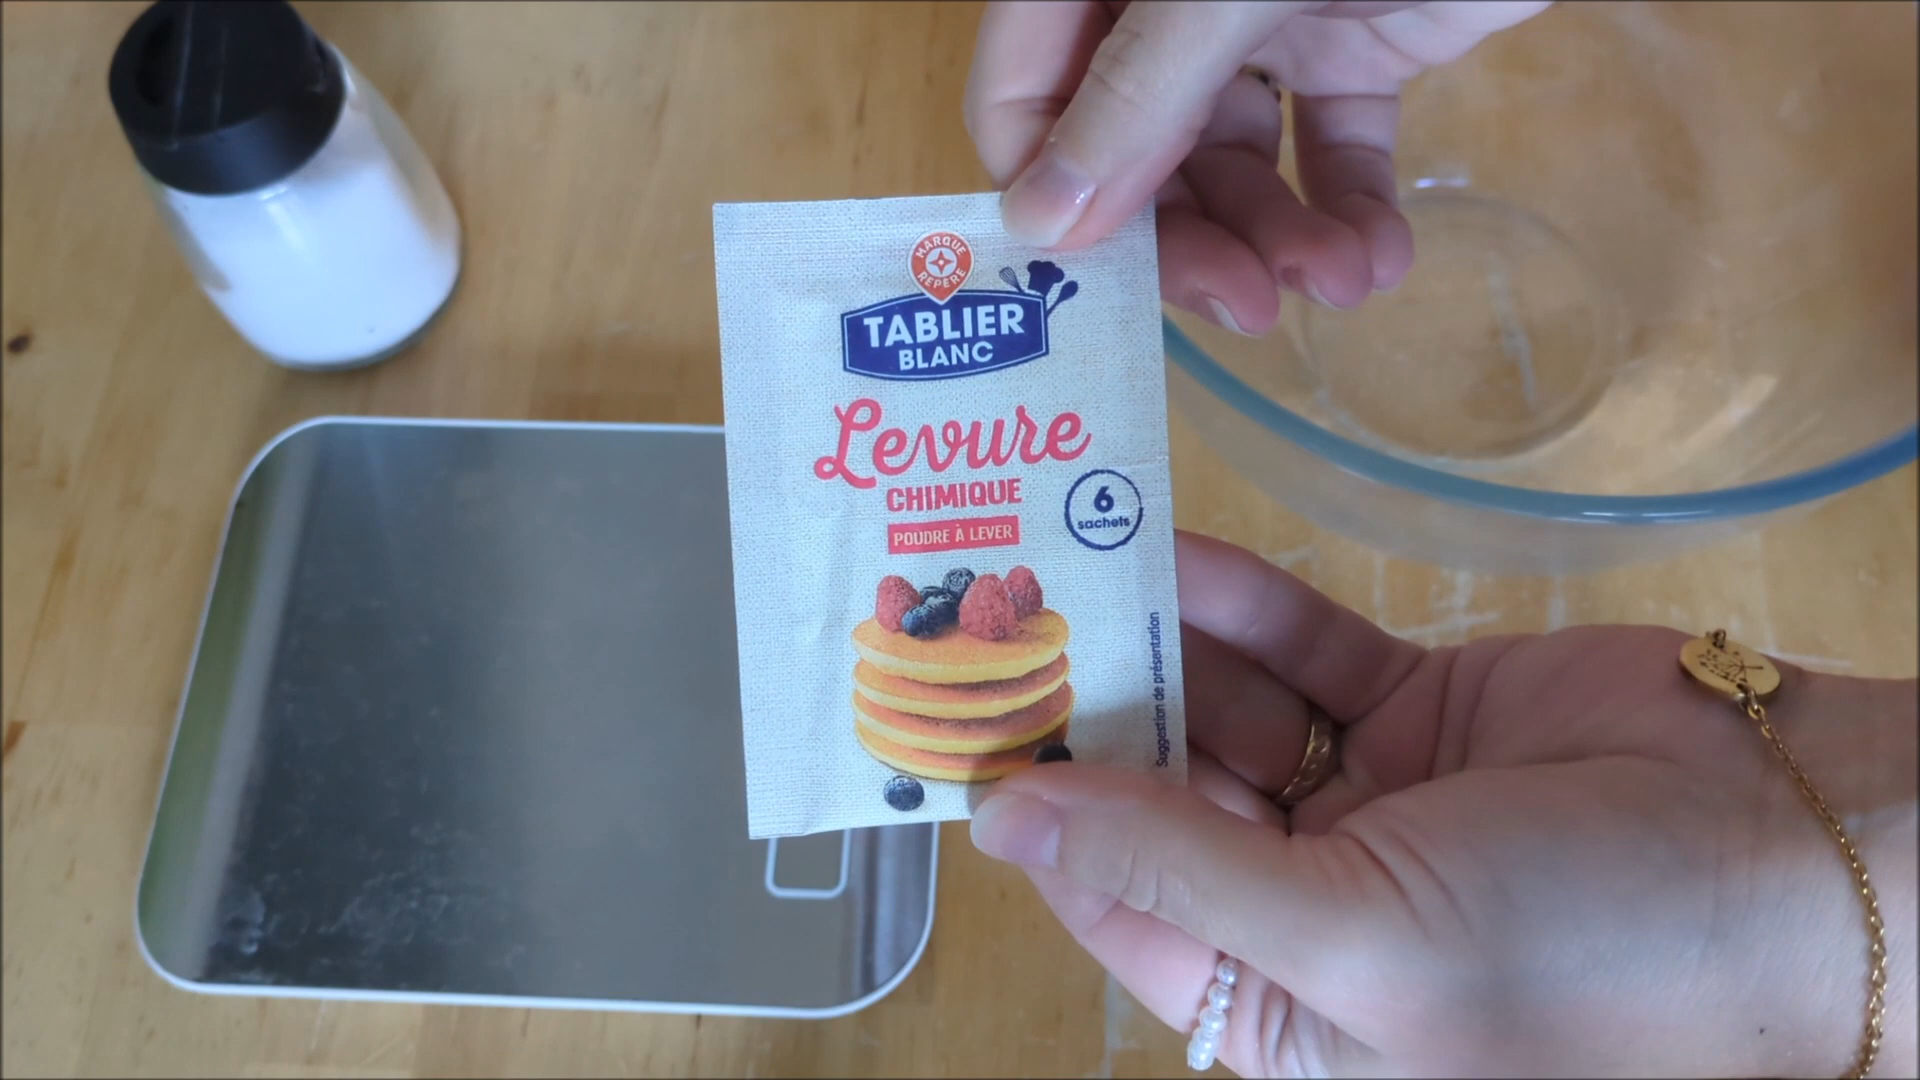 MARQUE
REPÈRE
TABLIER
BLANC
Levure
CHIMIQUE
POUDRE À LEVER
6
sachets
Suggestion de présentation